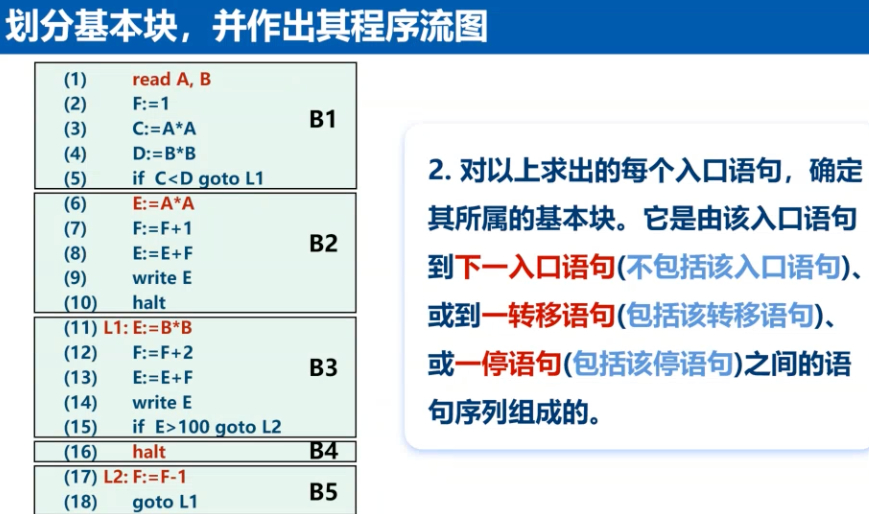 划分基本块，并作出其程序流图
(1) read A, B
(2) F:=1
(3) C:=A*A
(4) D:=B*B
(5) if C<D goto L1
B1
(6) E:=A*A
(7) F:=F+1
(8) E:=E+F
(9) write E
(10) halt
B2
(11) L1: E:=B*B
(12) F:=F+2
(13) E:=E+F
(14) write E
(15) if E>100 goto L2
B3
(16) halt
B4
(17) L2: F:=F-1
(18) goto L1
B5
2. 对以上求出的每个入口语句，确定
其所属的基本块。它是由该入口语句
到下一入口语句(不包括该入口语句)、
或到一转移语句(包括该转移语句)、
或一停语句(包括该停语句)之间的语
句序列组成的。